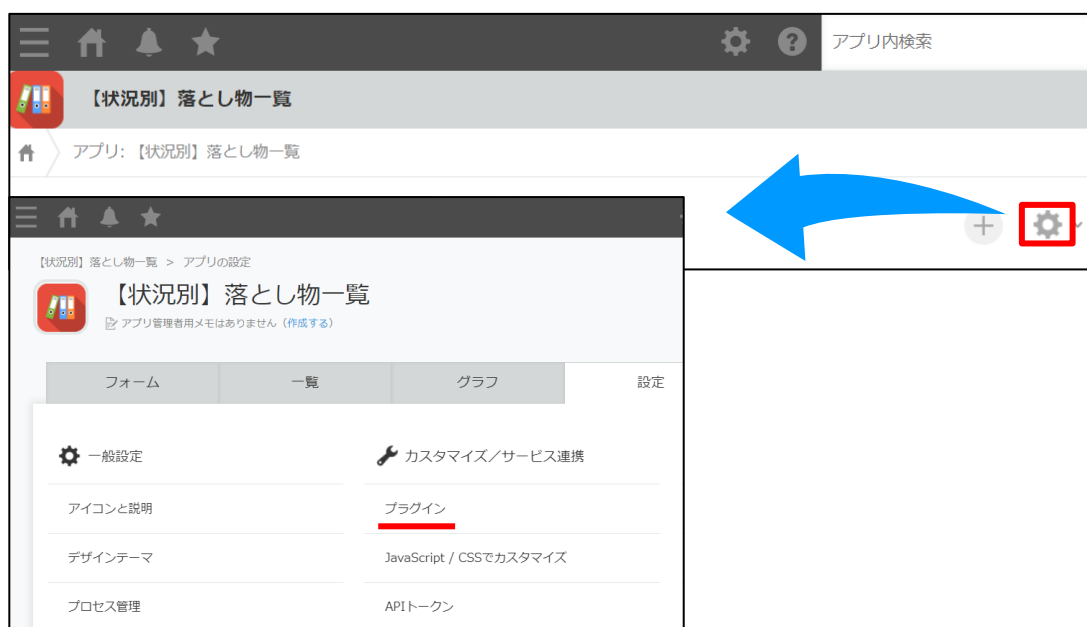 アプリ内検索
【状況別】落とし物一覧
アプリ: 【状況別】落とし物一覧
【状況別】落とし物一覧 > アプリの設定
【状況別】落とし物一覧
アプリ管理者用メモはありません（作成する）
フォーム 一覧 グラフ 設定
一般設定 カスタマイズ／サービス連携
アイコンと説明 プラグイン
デザインテーマ JavaScript / CSSでカスタマイズ
プロセス管理 APIトークン